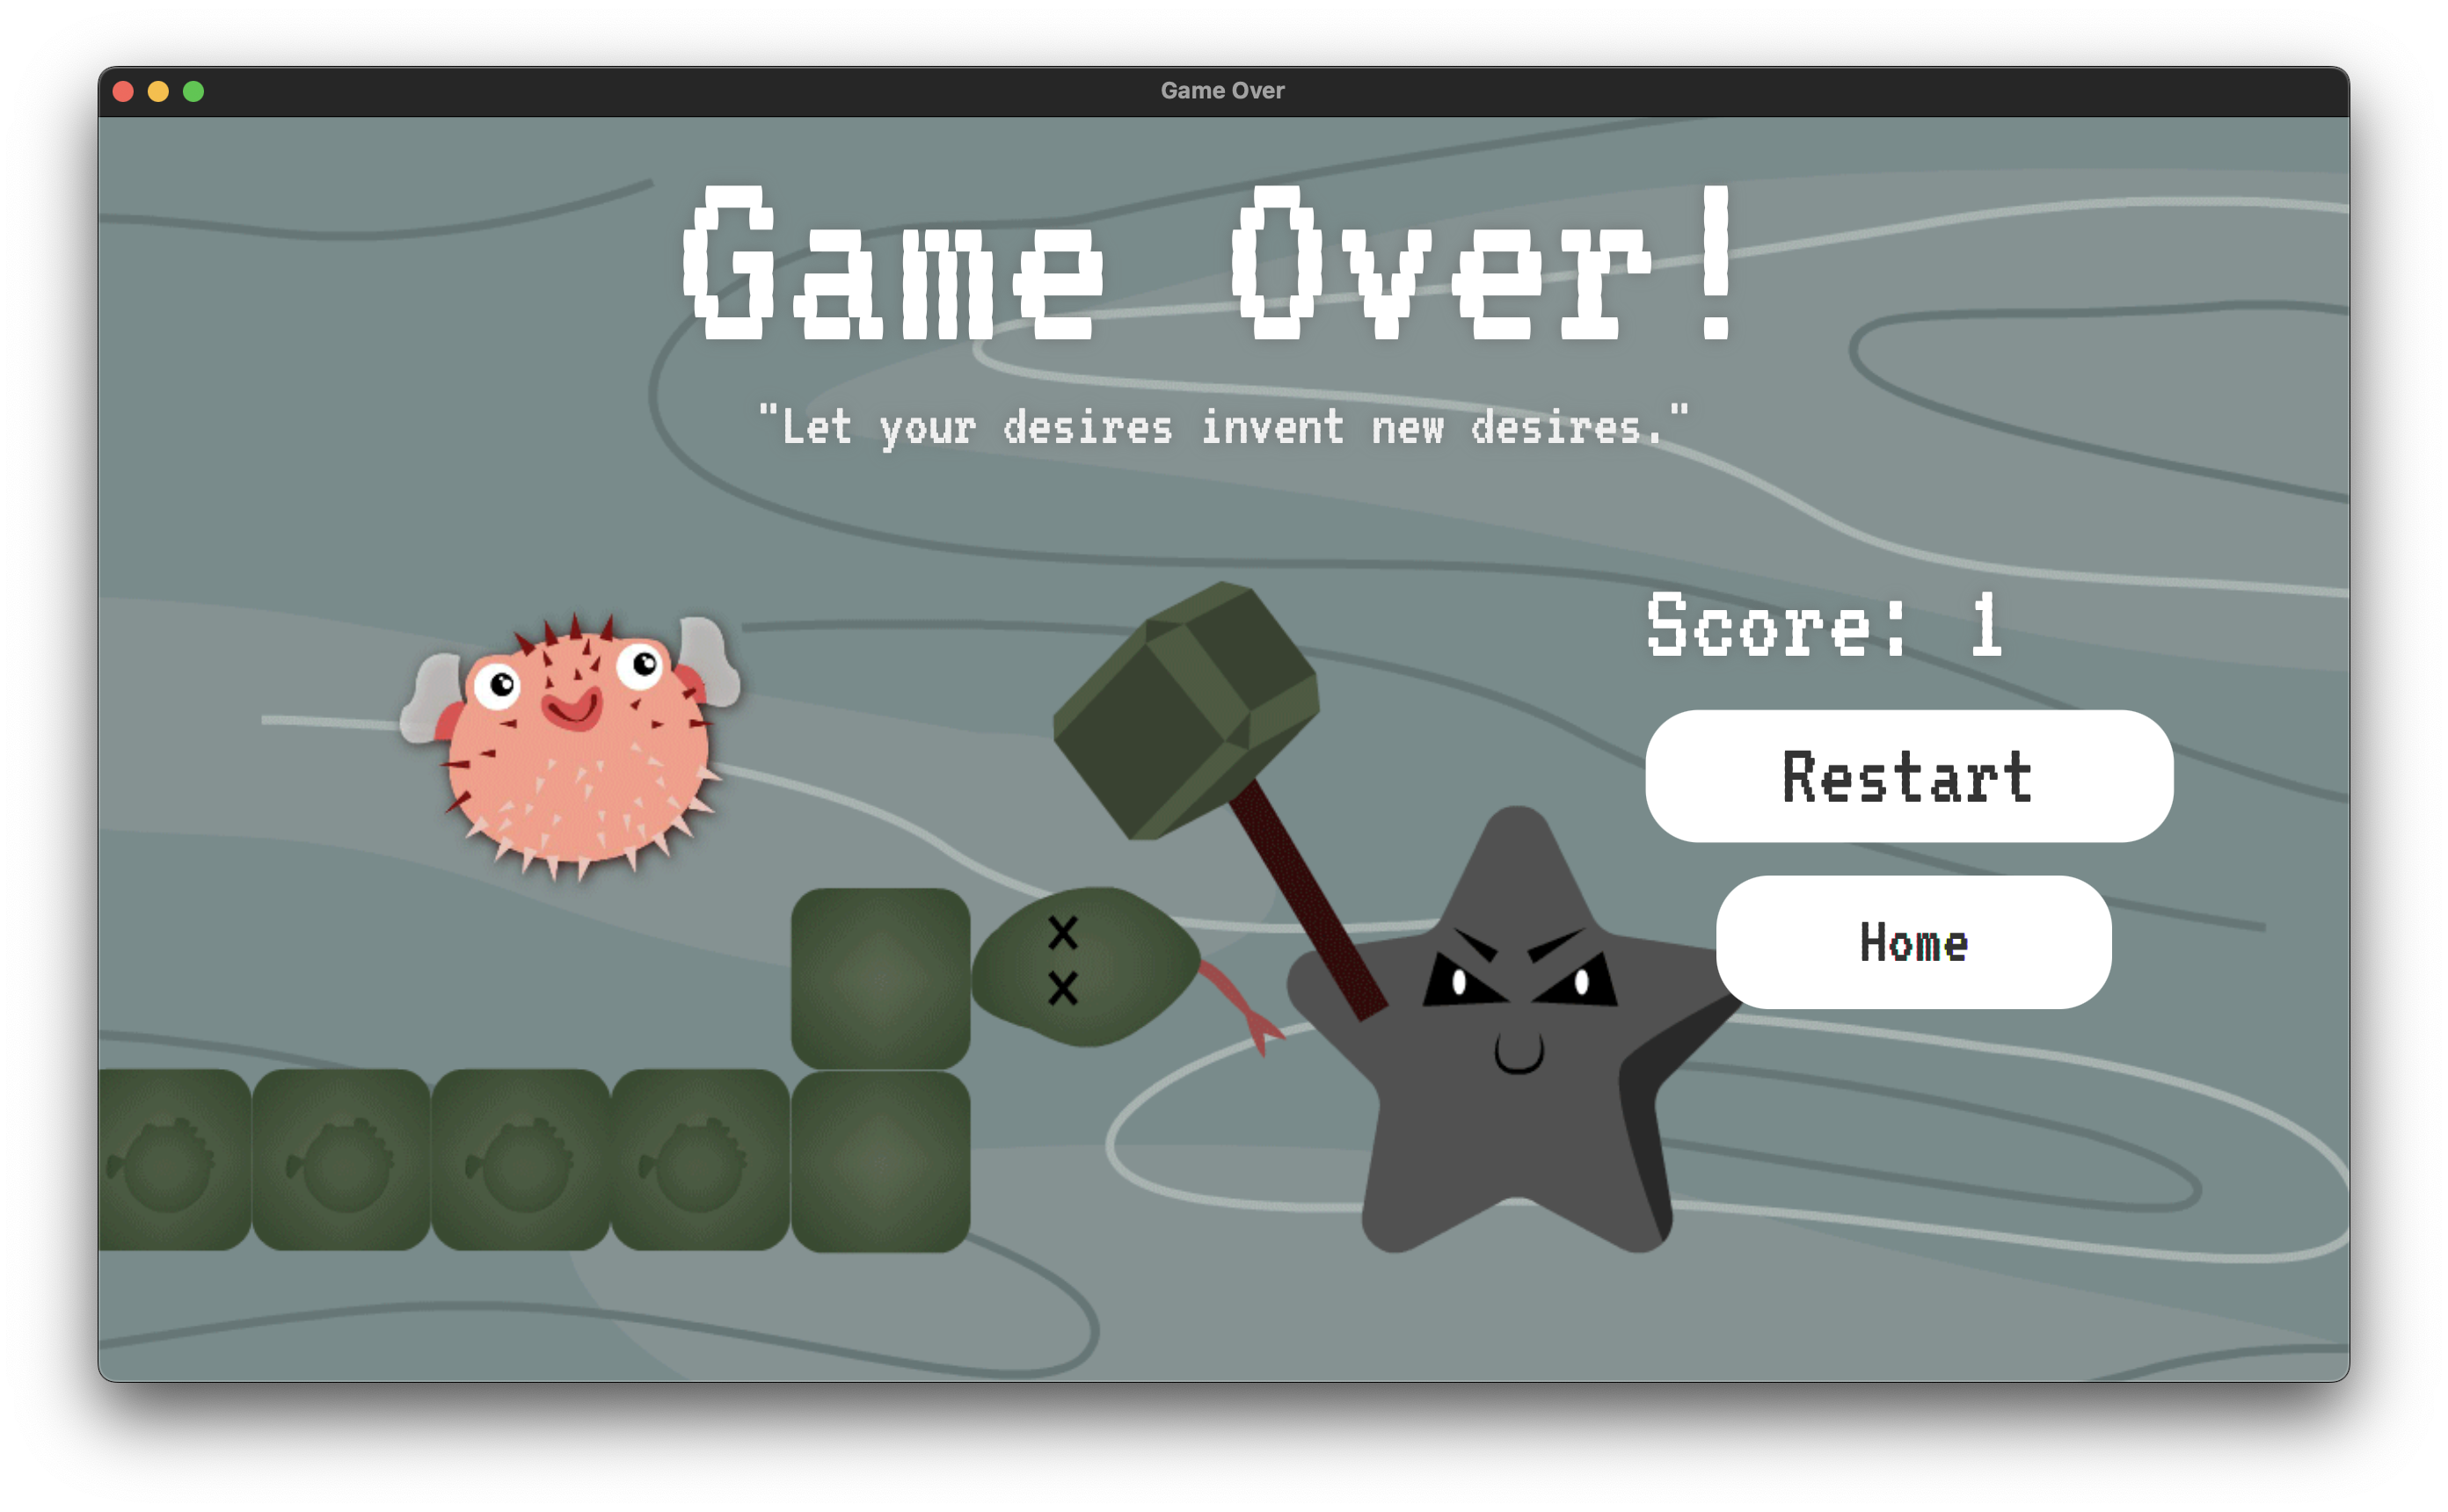 Game Over
Game Over!
"Let your desires invent new desires."
Score: 1
Restart
Home